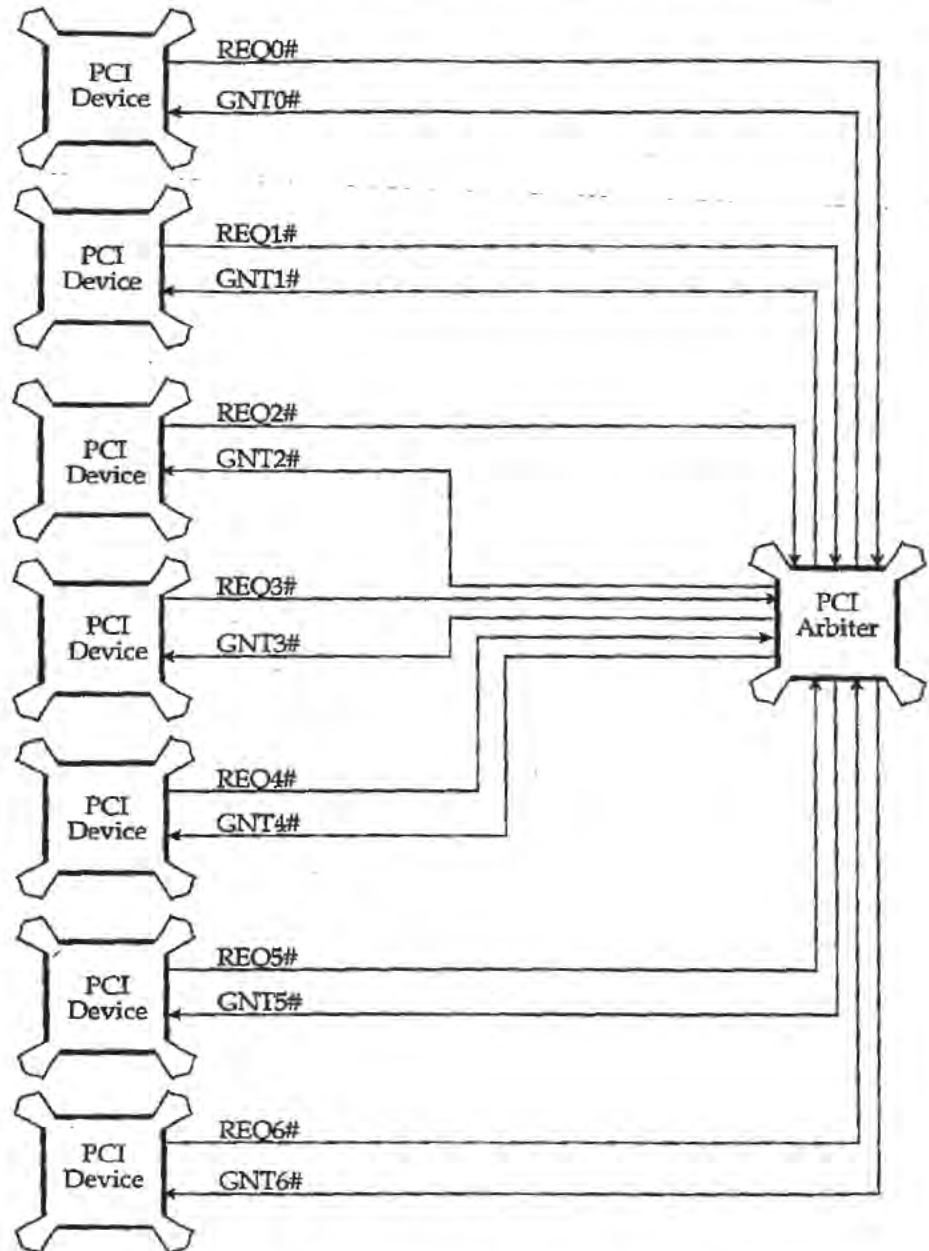 PCI
Device
REQ0#
GNT0#
PCI
Device
REQ1#
GNT1#
PCI
Device
REQ2#
GNT2#
PCI
Device
REQ3#
GNT3#
PCI
Arbiter
PCI
Device
REQ4#
GNT4#
PCI
Device
REQ5#
GNT5#
PCI
Device
REQ6#
GNT6#